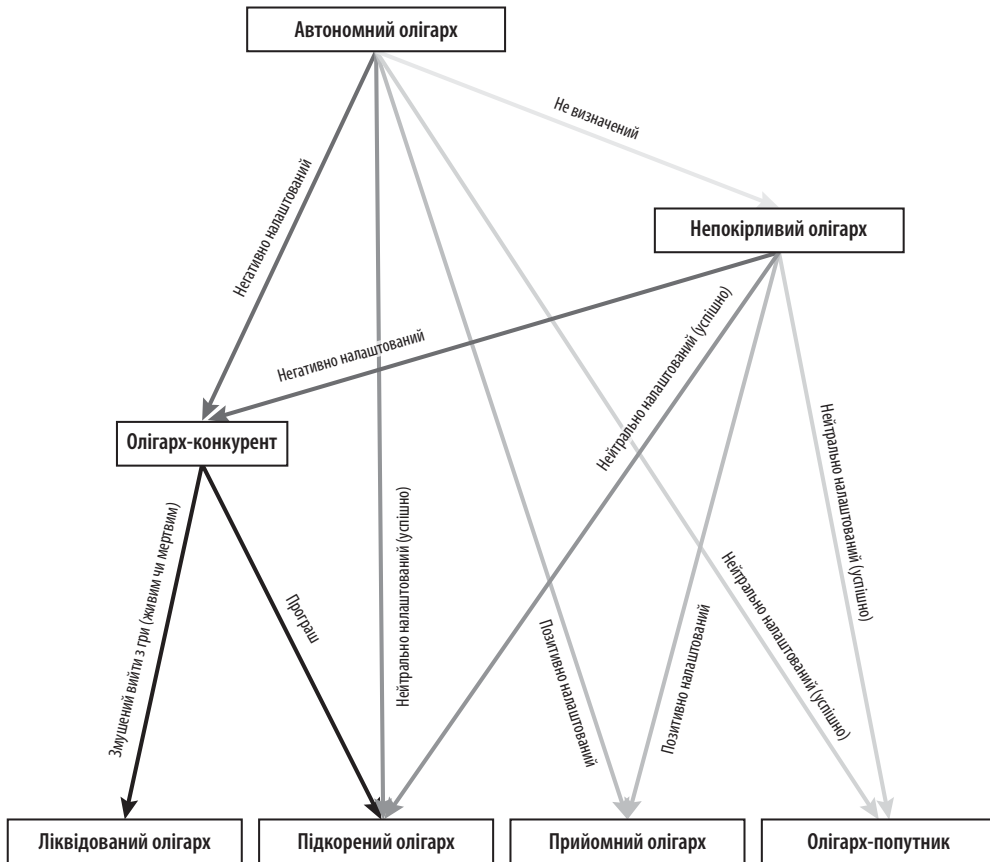 Автономний олігарх
Не визначений
Негативно налаштований
Непокірливий олігарх
Негативно налаштований
Нейтрально налаштований (успішно)
Нейтрально налаштований (успішно)
Олігарх-конкурент
Змушений вийти з гри (живим чи мертвим)
Програш
Нейтрально налаштований (успішно)
Позитивно налаштований
Позитивно налаштований
Нейтрально налаштований (успішно)
Ліквідований олігарх
Підкорений олігарх
Прийомний олігарх
Олігарх-попутник